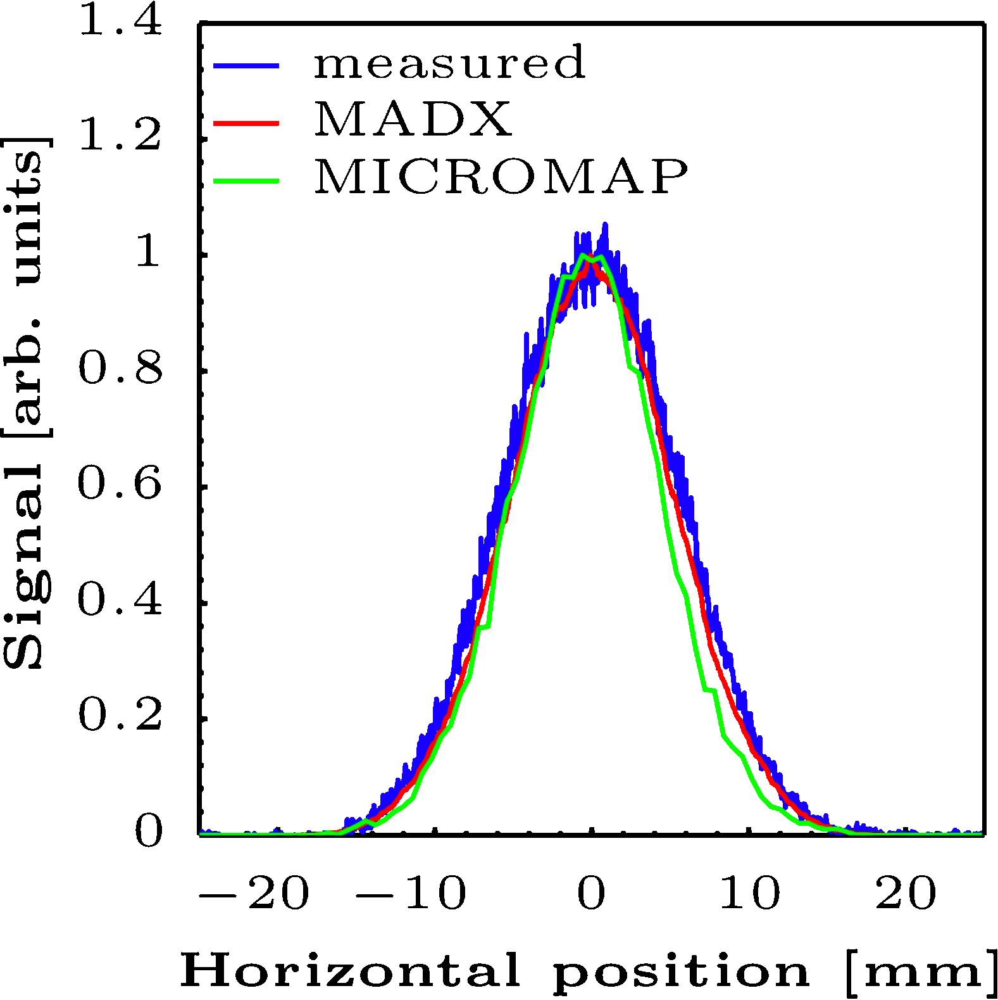 1.4
measured
MADX
1.2
MICROMAP
1
0.8
0.6
0.4
0.2
0
Signal [arb. units]
−20 −10 0 10 20
Horizontal position [mm]